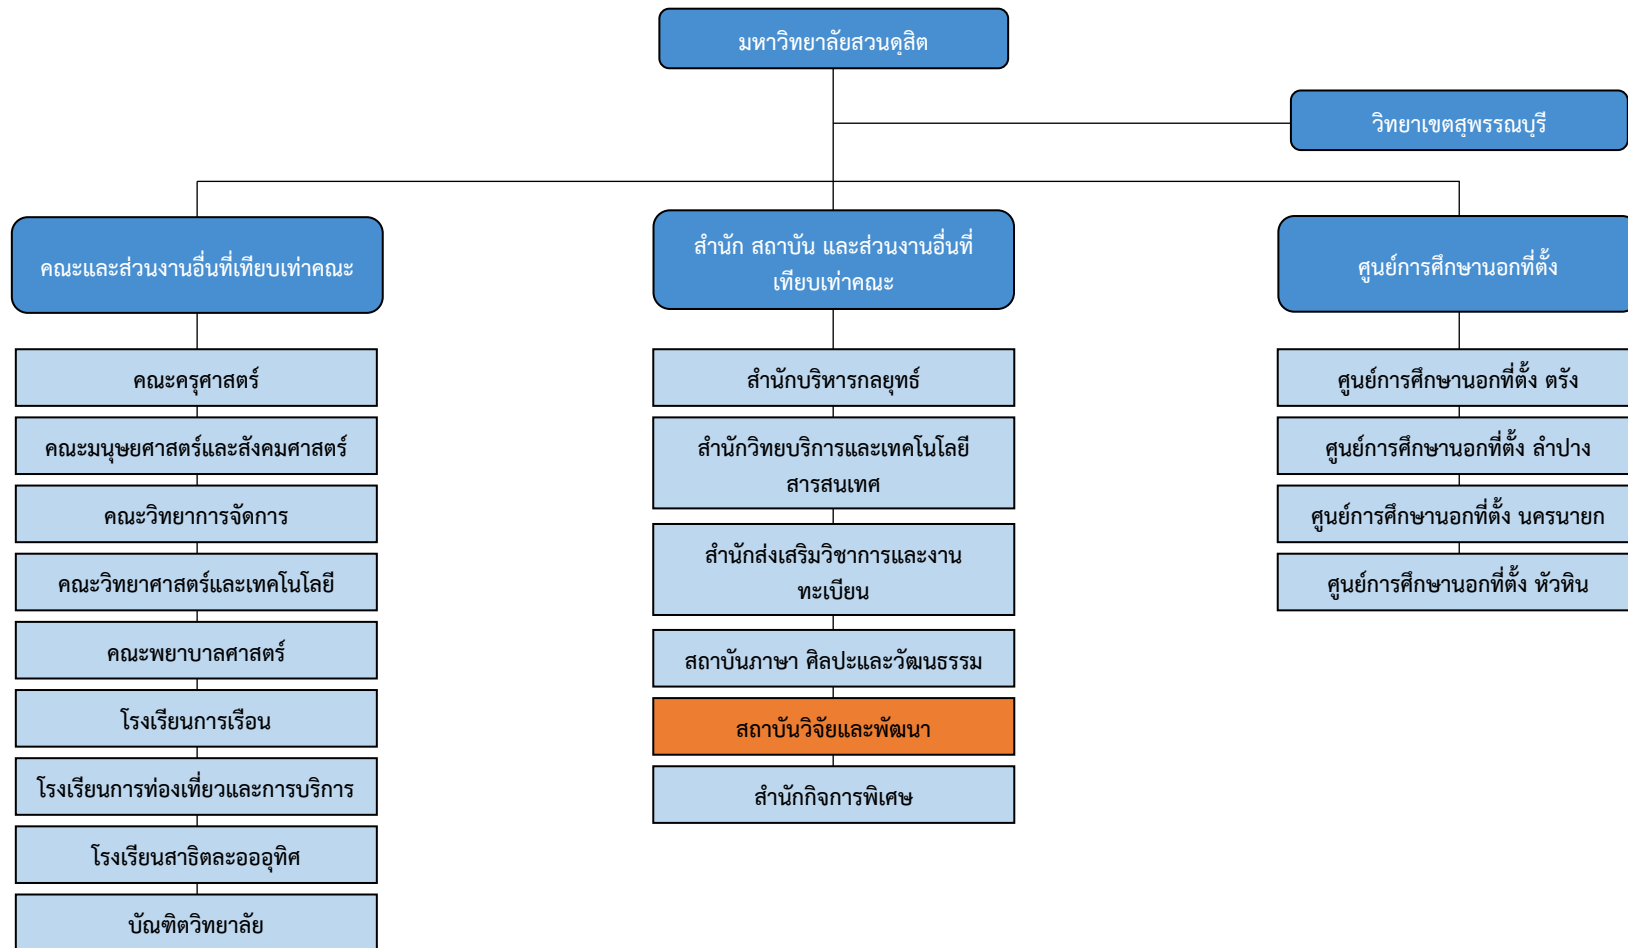 มหาวิทยาลัยสวนดุสิต
วิทยาเขตสุพรรณบุรี
คณะและส่วนงานอื่นที่เทียบเท่าคณะ
คณะครุศาสตร์
คณะมนุษยศาสตร์และสังคมศาสตร์
คณะวิทยาการจัดการ
คณะวิทยาศาสตร์และเทคโนโลยี
คณะพยาบาลศาสตร์
โรงเรียนการเรือน
โรงเรียนการท่องเที่ยวและการบริการ
โรงเรียนสาธิตละอออุทิศ
บัณฑิตวิทยาลัย
สำนัก สถาบัน และส่วนงานอื่นที่
เทียบเท่าคณะ
สำนักบริหารกลยุทธ์
สำนักวิทยบริการและเทคโนโลยี
สารสนเทศ
สำนักส่งเสริมวิชาการและงาน
ทะเบียน
สถาบันภาษา ศิลปะและวัฒนธรรม
สถาบันวิจัยและพัฒนา
สำนักกิจการพิเศษ
ศูนย์การศึกษานอกที่ตั้ง
ศูนย์การศึกษานอกที่ตั้ง ตรัง
ศูนย์การศึกษานอกที่ตั้ง ลำปาง
ศูนย์การศึกษานอกที่ตั้ง นครนายก
ศูนย์การศึกษานอกที่ตั้ง หัวหิน